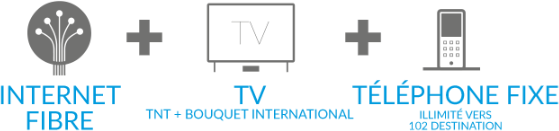 TV
INTERNET
FIBRE
TV
TNT + BOUQUET INTERNATIONAL
TÉLÉPHONE FIXE
ILLIMITÉ VERS
102 DESTINATION